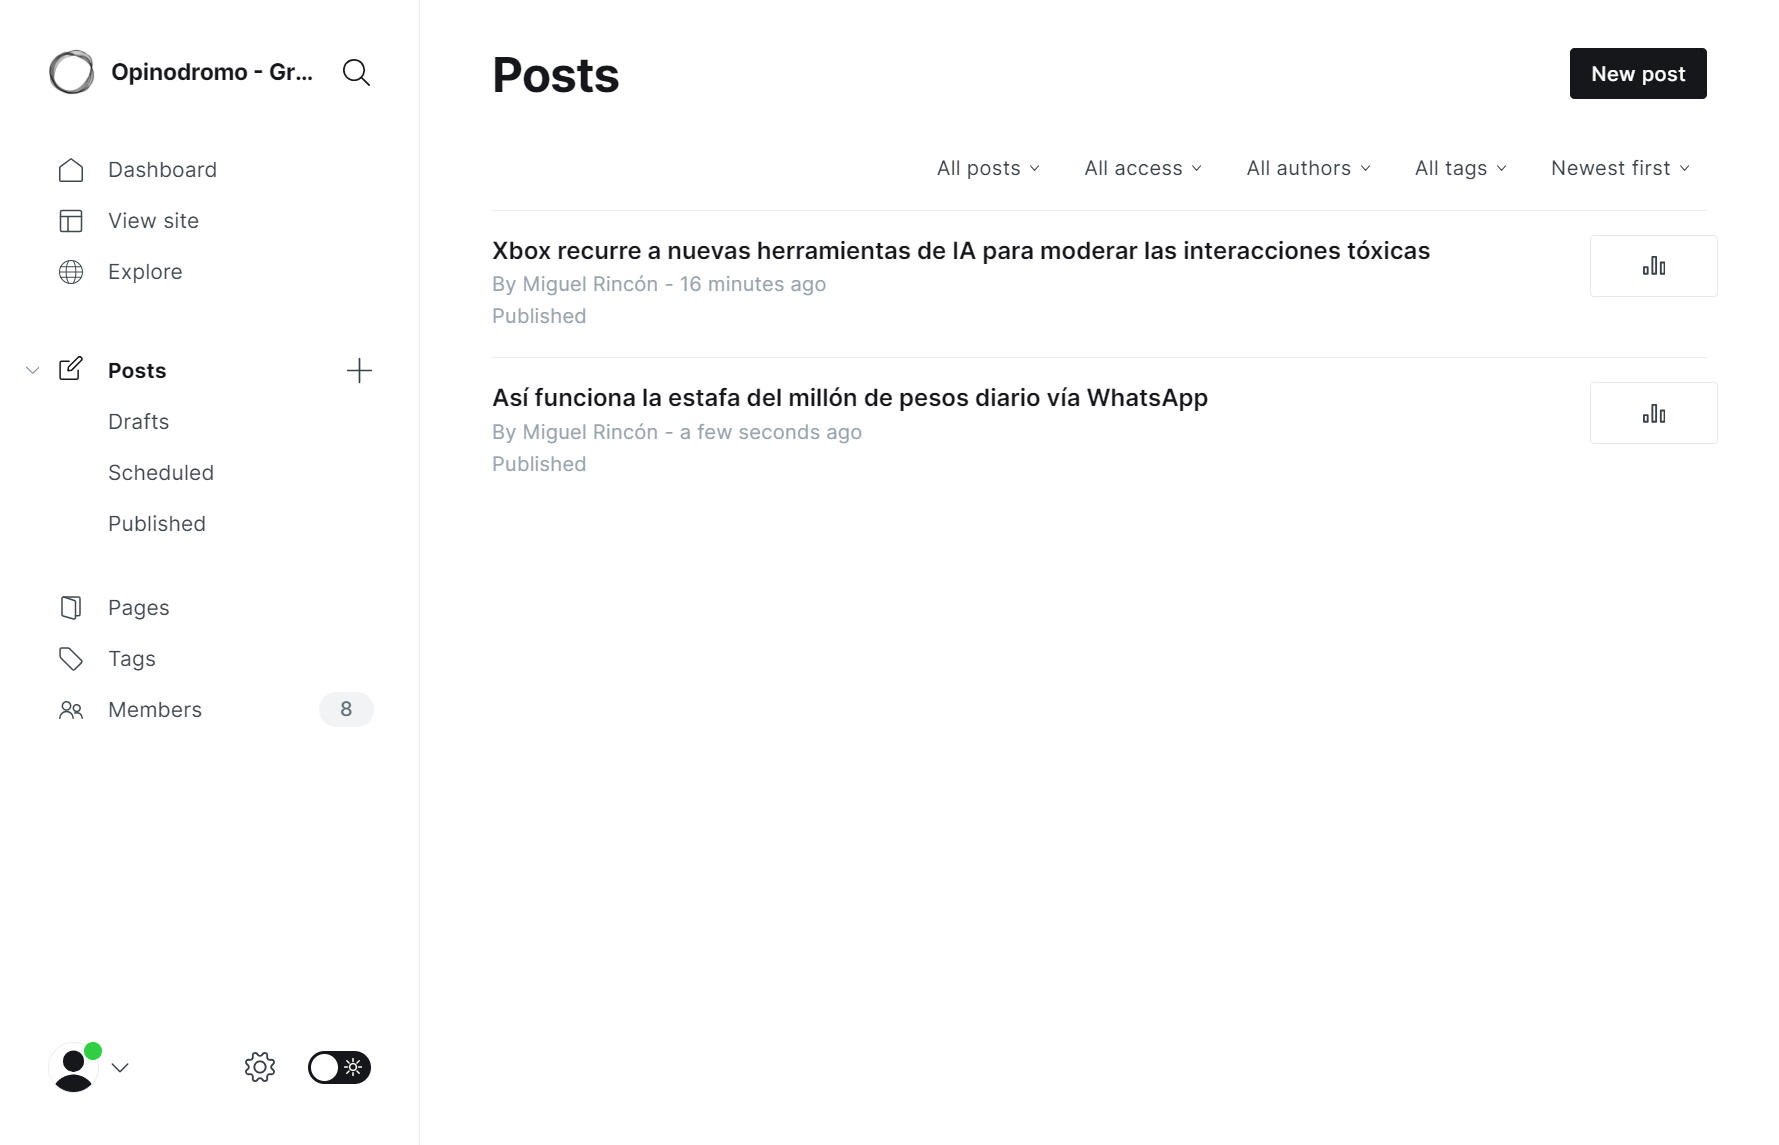 Opinodromo - Gr...
Dashboard
View site
Explore
Posts
Drafts
Scheduled
Published
Pages
Tags
Members 8
Posts
New post
All posts All access All authors All tags Newest first
Xbox recurre a nuevas herramientas de IA para moderar las interacciones tóxicas
By Miguel Rincón - 16 minutes ago
Published
Así funciona la estafa del millón de pesos diario vía WhatsApp
By Miguel Rincón - a few seconds ago
Published